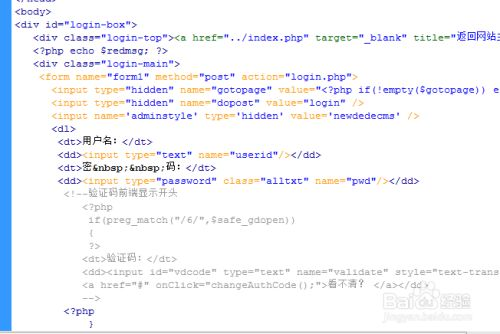 </head>
<body>
<div id="login-box">
<div class="login-top"><a href="../index.php" target="_blank" title="返回网站主
<?php echo $redmsg; ?>
<div class="login-main">
<form name="form1" method="post" action="login.php">
<input type="hidden" name="gotopage" value="<?php if(!empty($gotopage)) e
<input type="hidden" name="dopost" value="login" />
<input name='adminstyle' type='hidden' value='newdedecms' />
<dl>
<dt>用户名：</dt>
<dd><input type="text" name="userid"/></dd>
<dt>密&nbsp;&nbsp;码：</dt>
<dd><input type="password" class="alltxt" name="pwd"/></dd>
<!--验证码前端显示开头
<?php
if(preg_match("/6/",$safe_gdopen))
{
?>
<dt>验证码：</dt>
<dd><input id="vdcode" type="text" name="validate" style="text-trans
<a href="#" onClick="changeAuthCode();">看不清？ </a></dd>
-->
<?php
}
Baidu 经验
jingyan.baidu.com